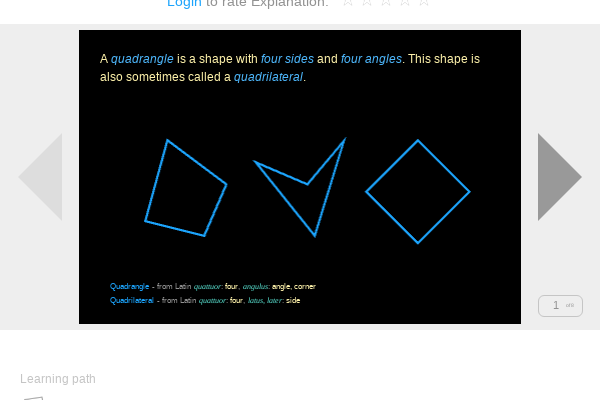 Login to rate Explanation:
A quadrangle is a shape with four sides and four angles. This shape is
also sometimes called a quadrilateral.
Quadrangle - from Latin quattuor: four, angulus: angle, corner
Quadrilateral - from Latin quatuor: four, latus, later: side
1
Learning path